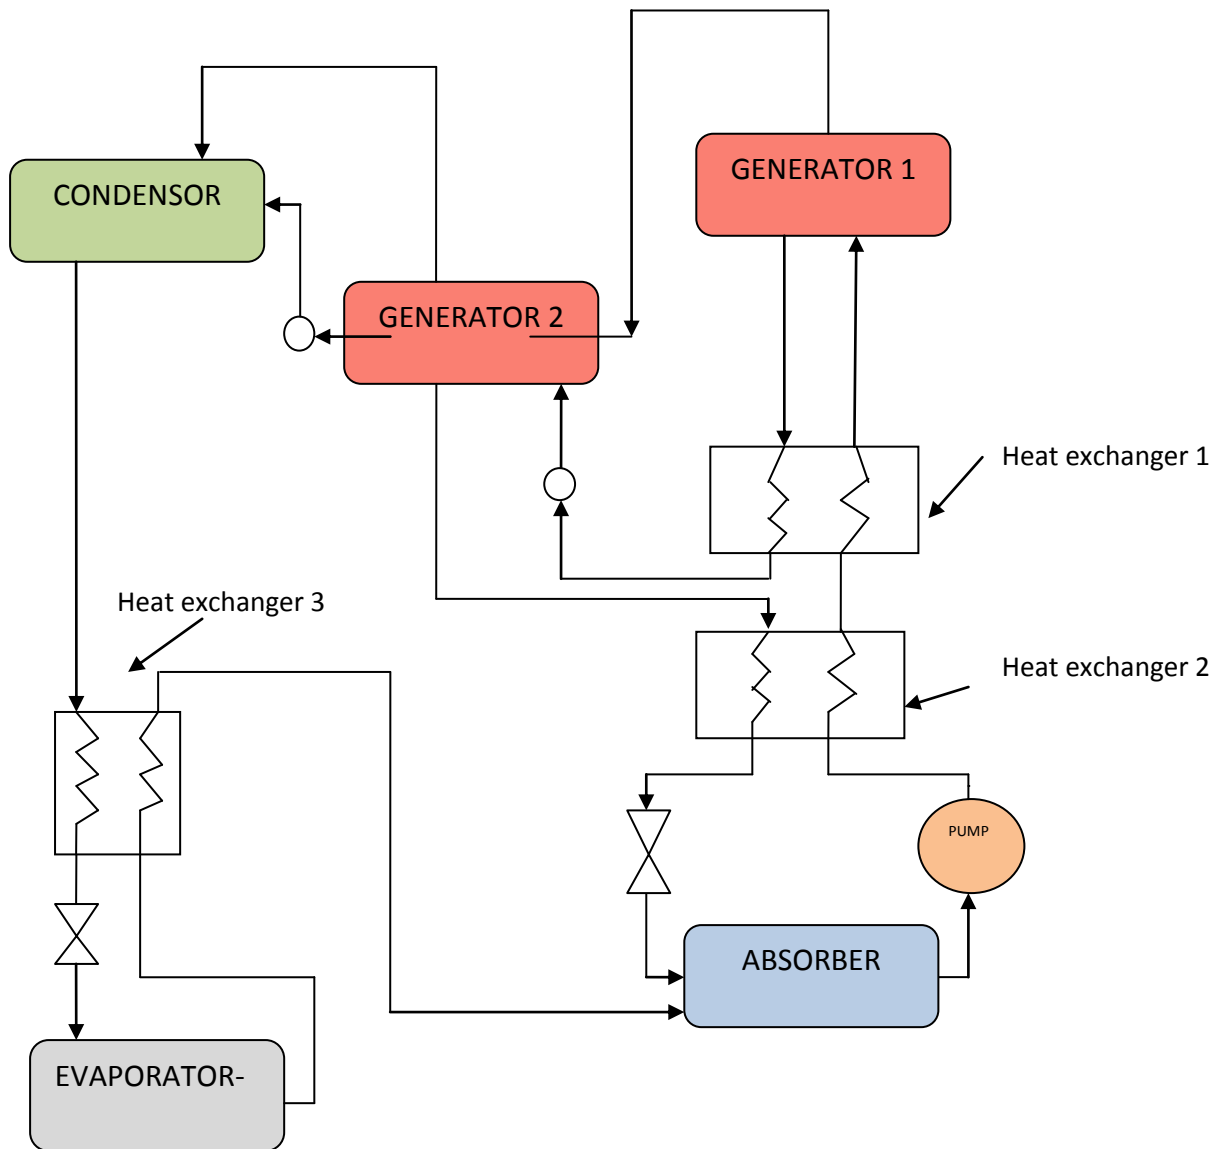 GENERATOR 1
CONDENSOR
GENERATOR 2
Heat exchanger 1
Heat exchanger 3
Heat exchanger 2
PUMP
ABSORBER
EVAPORATOR-